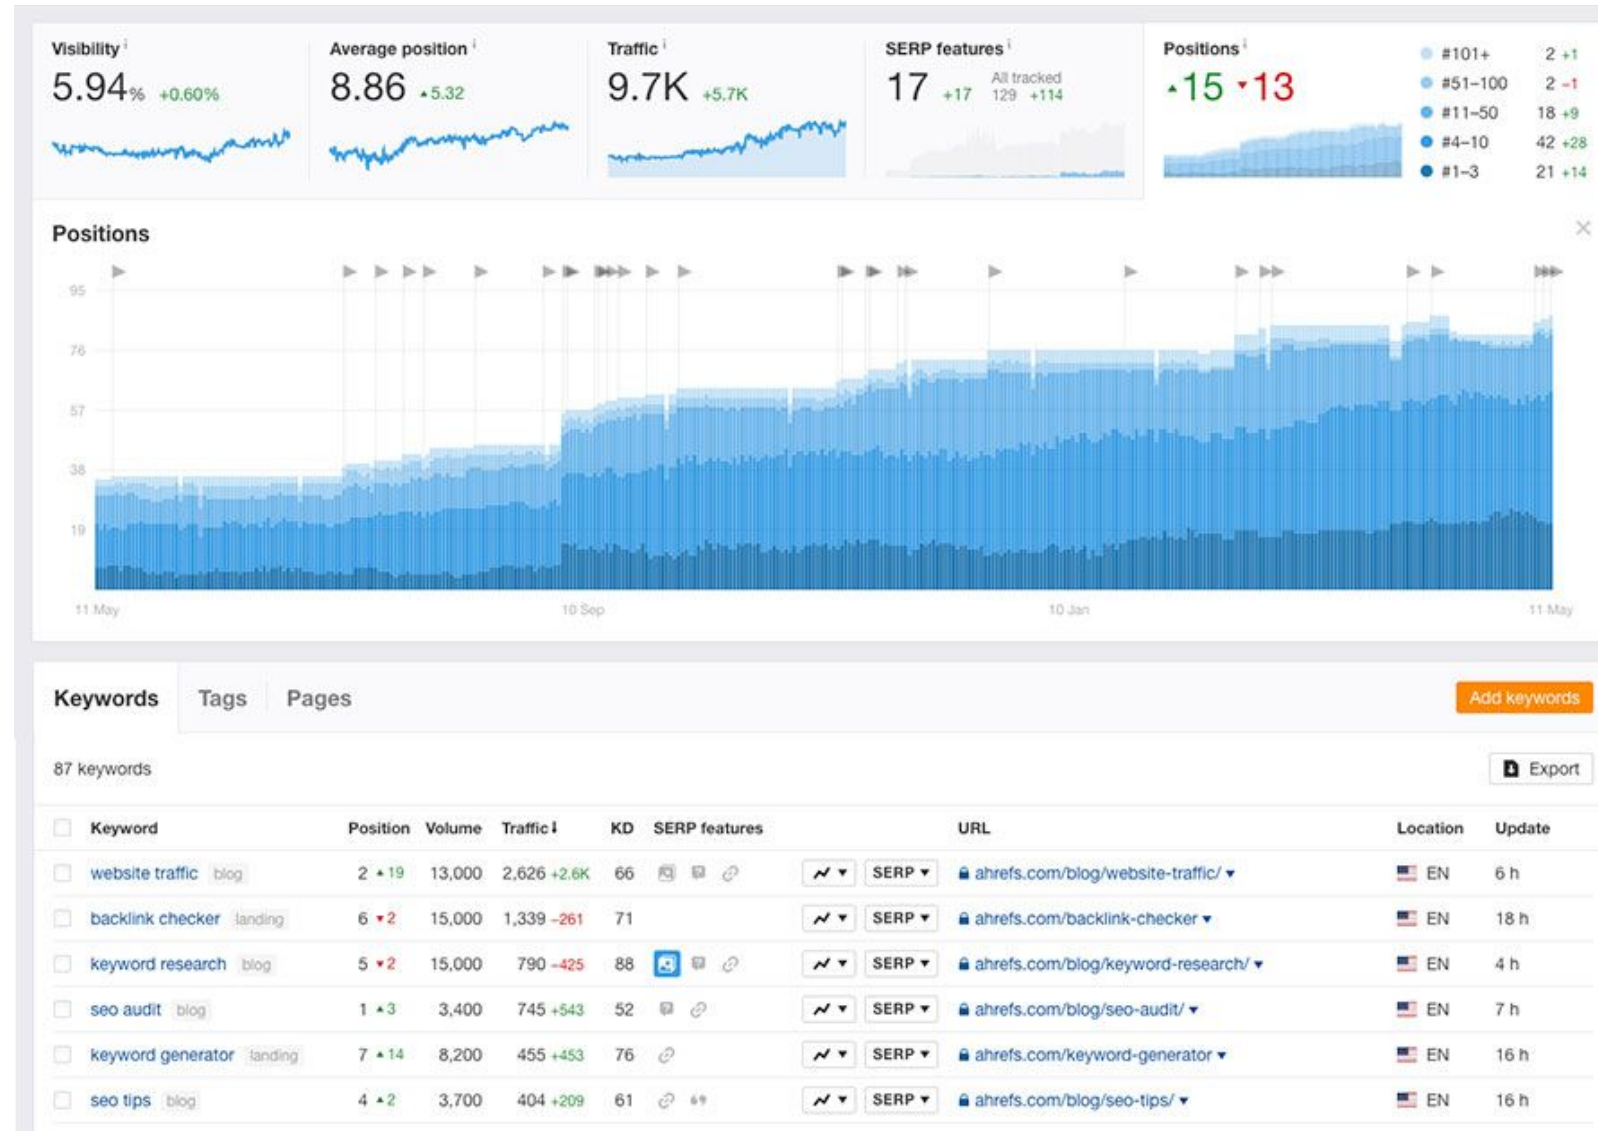 Visibility i
5.94% +0.60%
Average position i
8.86 ▲5.32
Traffic i
9.7K +5.7K
SERP features i
17 +17 All tracked 129 +114
Positions i
▲15 ▼13
#101+ 2 +1
#51–100 2 –1
#11–50 18 +9
#4–10 42 +28
#1–3 21 +14
Positions
95
76
57
38
19
11 May 10 Sep 10 Jan 11 May
Keywords Tags Pages Add keywords
87 keywords Export
Keyword Position Volume Traffic KD SERP features URL Location Update
website traffic blog 2 ▲19 13,000 2,626 +2.6K 66 SERP ▼ ahrefs.com/blog/website-traffic/ ▼ EN 6 h
backlink checker landing 6 ▼2 15,000 1,339 –261 71 SERP ▼ ahrefs.com/backlink-checker ▼ EN 18 h
keyword research blog 5 ▼2 15,000 790 –425 88 SERP ▼ ahrefs.com/blog/keyword-research/ ▼ EN 4 h
seo audit blog 1 ▲3 3,400 745 +543 52 SERP ▼ ahrefs.com/blog/seo-audit/ ▼ EN 7 h
keyword generator landing 7 ▲14 8,200 455 +453 76 SERP ▼ ahrefs.com/keyword-generator ▼ EN 16 h
seo tips blog 4 ▲2 3,700 404 +209 61 SERP ▼ ahrefs.com/blog/seo-tips/ ▼ EN 16 h